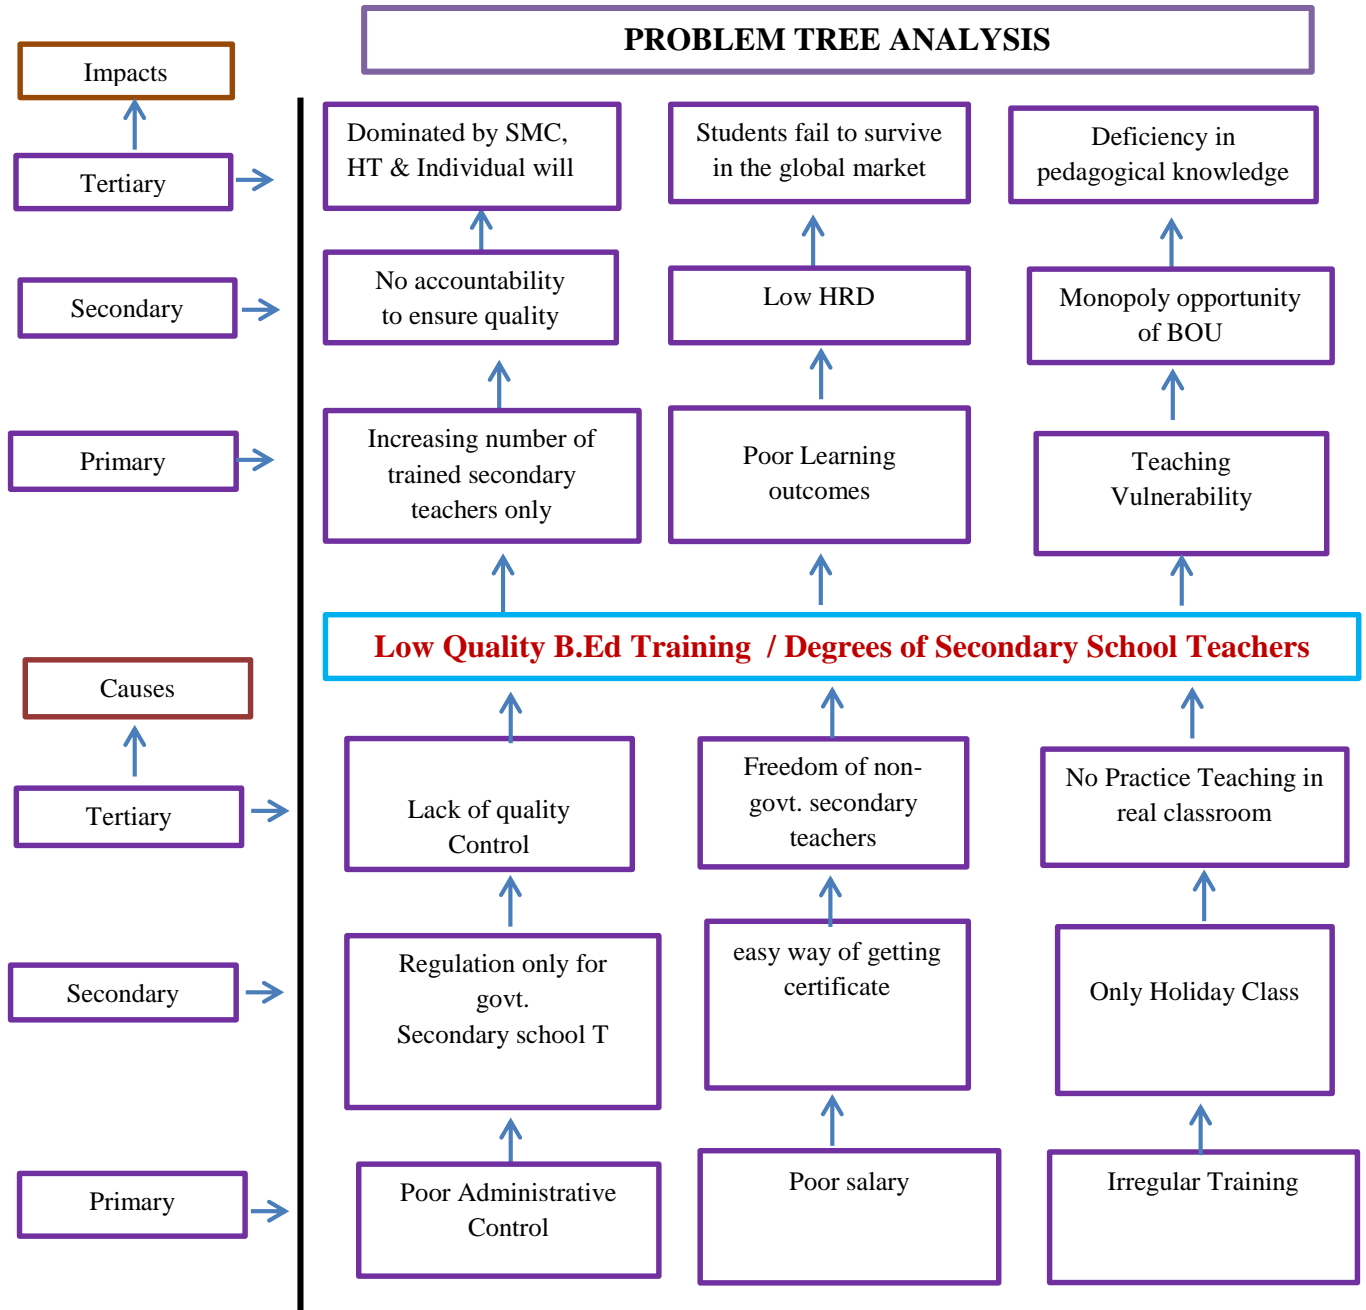 PROBLEM TREE ANALYSIS
Impacts
Tertiary
Dominated by SMC,
HT & Individual will
Students fail to survive
in the global market
Deficiency in
pedagogical knowledge
Secondary
No accountability
to ensure quality
Low HRD
Monopoly opportunity
of BOU
Primary
Increasing number of
trained secondary
teachers only
Poor Learning
outcomes
Teaching
Vulnerability
Low Quality B.Ed Training / Degrees of Secondary School Teachers
Causes
Tertiary
Lack of quality
Control
Freedom of non-
govt. secondary
teachers
No Practice Teaching in
real classroom
Secondary
Regulation only for
govt.
Secondary school T
easy way of getting
certificate
Only Holiday Class
Primary
Poor Administrative
Control
Poor salary
Irregular Training